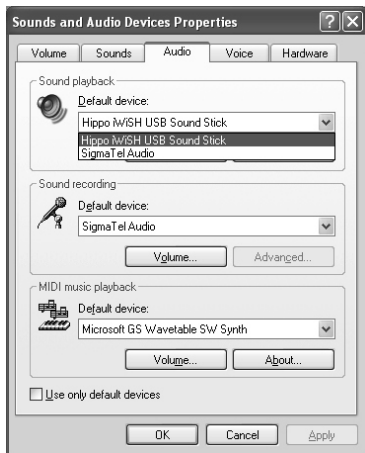 Sounds and Audio Devices Properties
Volume Sounds Audio Voice Hardware
Sound playback
Default device:
Hippo iWiSH USB Sound Stick
Hippo iWiSH USB Sound Stick
SigmaTel Audio
Sound recording
Default device:
SigmaTel Audio
Volume... Advanced...
MIDI music playback
Default device:
Microsoft GS Wavetable SW Synth
Volume... About...
Use only default devices
OK Cancel Apply